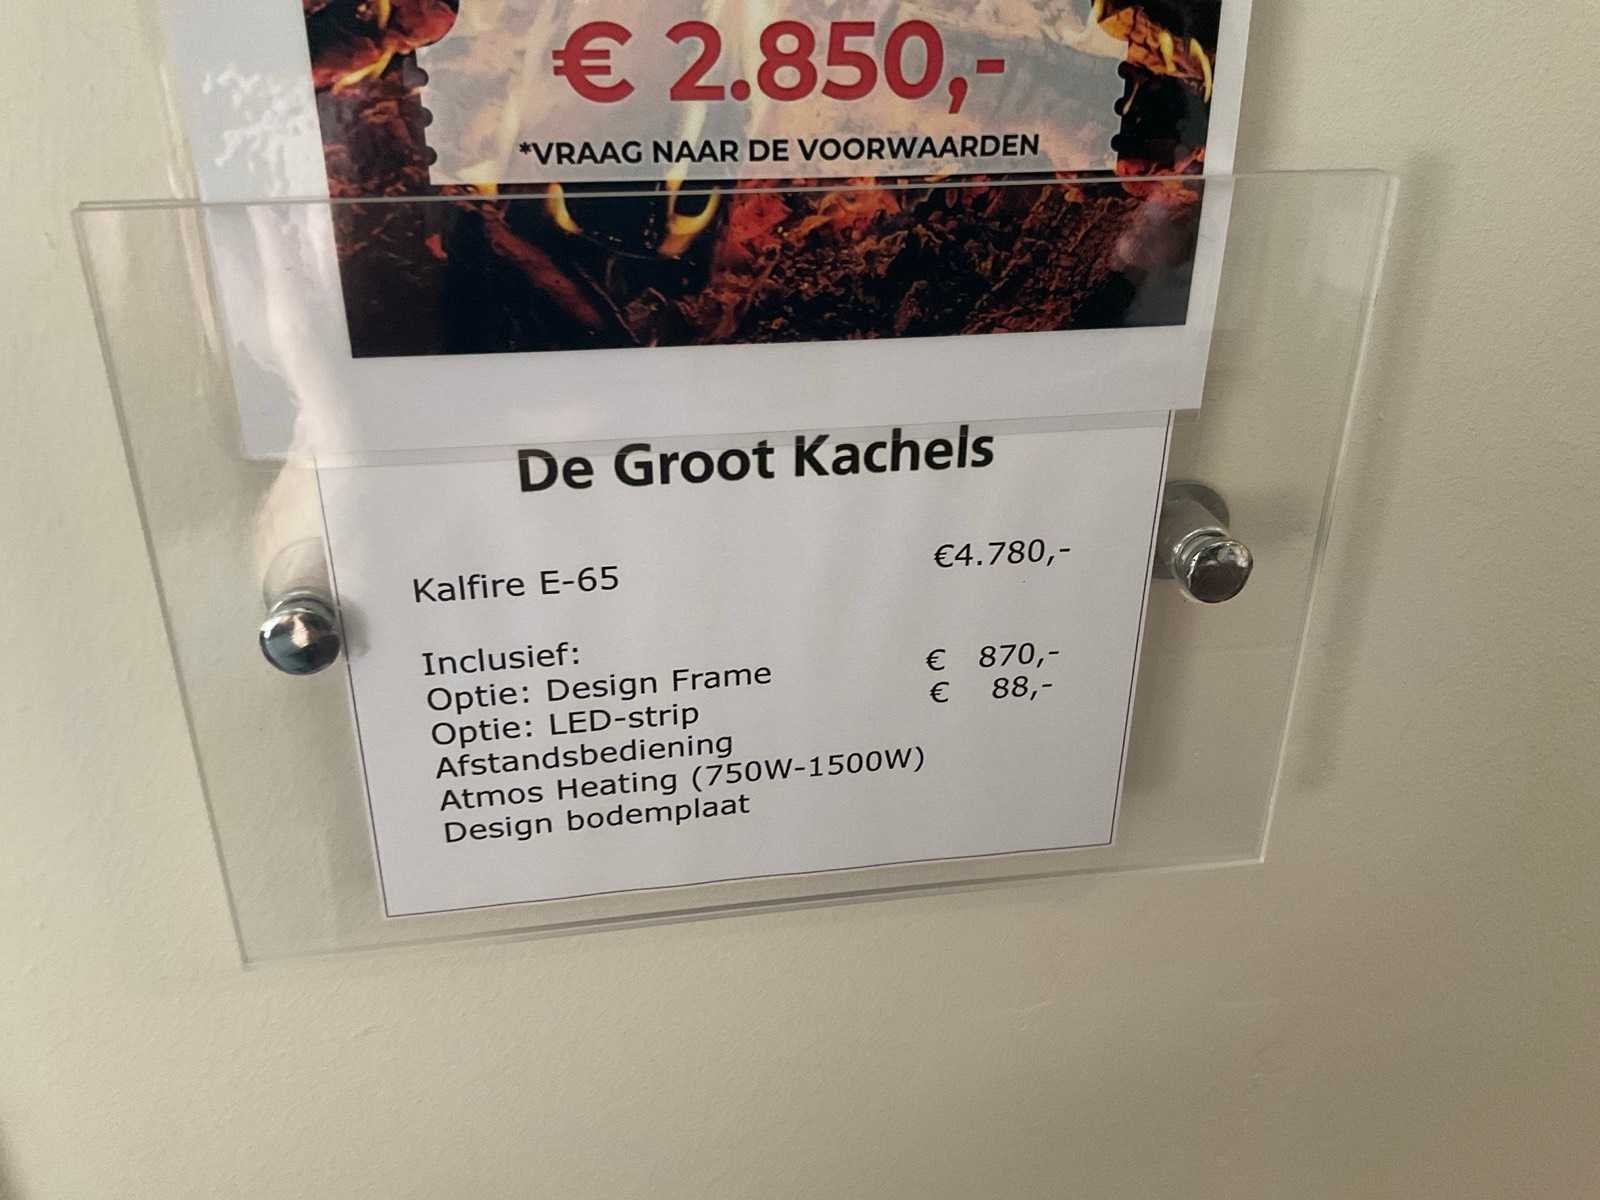 € 2.850,-
*VRAAG NAAR DE VOORWAARDEN
De Groot Kachels
Kalfire E-65 €4.780,-
Inclusief:
Optie: Design Frame € 870,-
Optie: LED-strip € 88,-
Afstandsbediening
Atmos Heating (750W-1500W)
Design bodemplaat